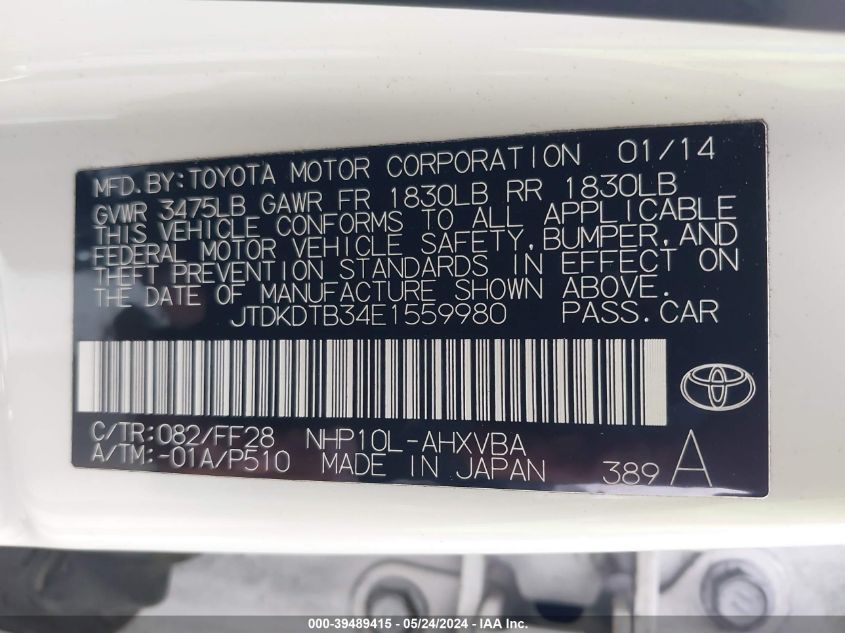 MFD.BY:TOYOTA MOTOR CORPORATION 01/14
GVWR 3475LB GAWR FR 1830LB RR 1830LB
THIS VEHICLE CONFORMS TO ALL APPLICABLE
FEDERAL MOTOR VEHICLE SAFETY,BUMPER,AND
THEFT PREVENTION STANDARDS IN EFFECT ON
THE DATE OF MANUFACTURE SHOWN ABOVE.
JTDKDTB34E1559980 PASS.CAR
C/TR:082/FF28 NHP10L-AHXVBA
A/TM:-01A/P510 MADE IN JAPAN 389 A
000-39489415 - 05/24/2024 - IAAI.com